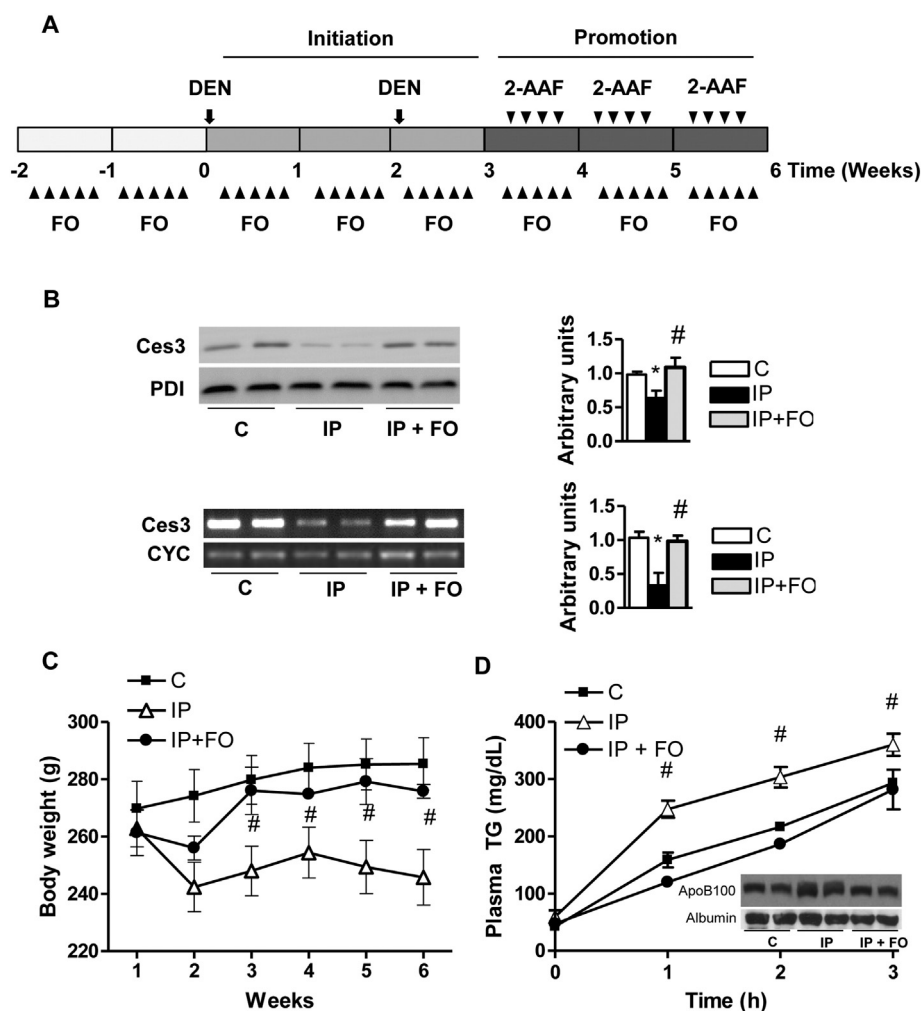 A
Initiation Promotion
DEN DEN 2-AAF 2-AAF 2-AAF
-2 -1 0 1 2 3 4 5 6 Time (Weeks)
FO FO FO FO FO FO FO FO
B
Ces3
PDI
C IP IP + FO
Arbitrary units
1.5
1.0
0.5
0.0
*
#
C
IP
IP+FO
Ces3
CYC
C IP IP + FO
Arbitrary units
1.5
1.0
0.5
0.0
*
#
C
IP
IP+FO
C
C
IP
IP+FO
Body weight (g)
300
280
260
240
220
# # # #
1 2 3 4 5 6
Weeks
D
C
IP
IP + FO
Plasma TG (mg/dL)
400
300
200
100
0
# # #
ApoB100
Albumin
C IP IP + FO
0 1 2 3
Time (h)